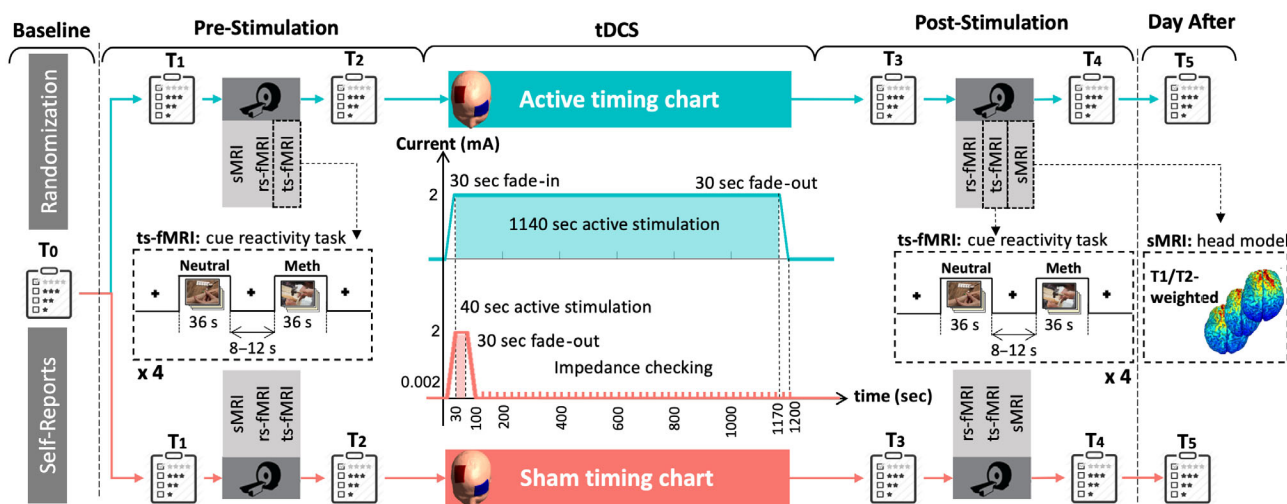 Baseline
Pre-Stimulation
tDCS
Post-Stimulation
Day After
Randomization
Self-Reports
T0
T1
T2
Active timing chart
T3
T4
T5
sMRI
rs-fMRI
ts-fMRI
ts-fMRI: cue reactivity task
Neutral
Meth
+
+
+
36 s
36 s
8–12 s
x 4
sMRI
rs-fMRI
ts-fMRI
T1
T2
Current (mA)
2
30 sec fade-in
30 sec fade-out
1140 sec active stimulation
40 sec active stimulation
2
30 sec fade-out
Impedance checking
0.002
time (sec)
30
100
200
400
600
800
1000
1170
1200
Sham timing chart
rs-fMRI
ts-fMRI
sMRI
ts-fMRI: cue reactivity task
Neutral
Meth
+
+
+
36 s
36 s
8–12 s
x 4
sMRI: head model
T1/T2-
weighted
rs-fMRI
ts-fMRI
sMRI
T3
T4
T5